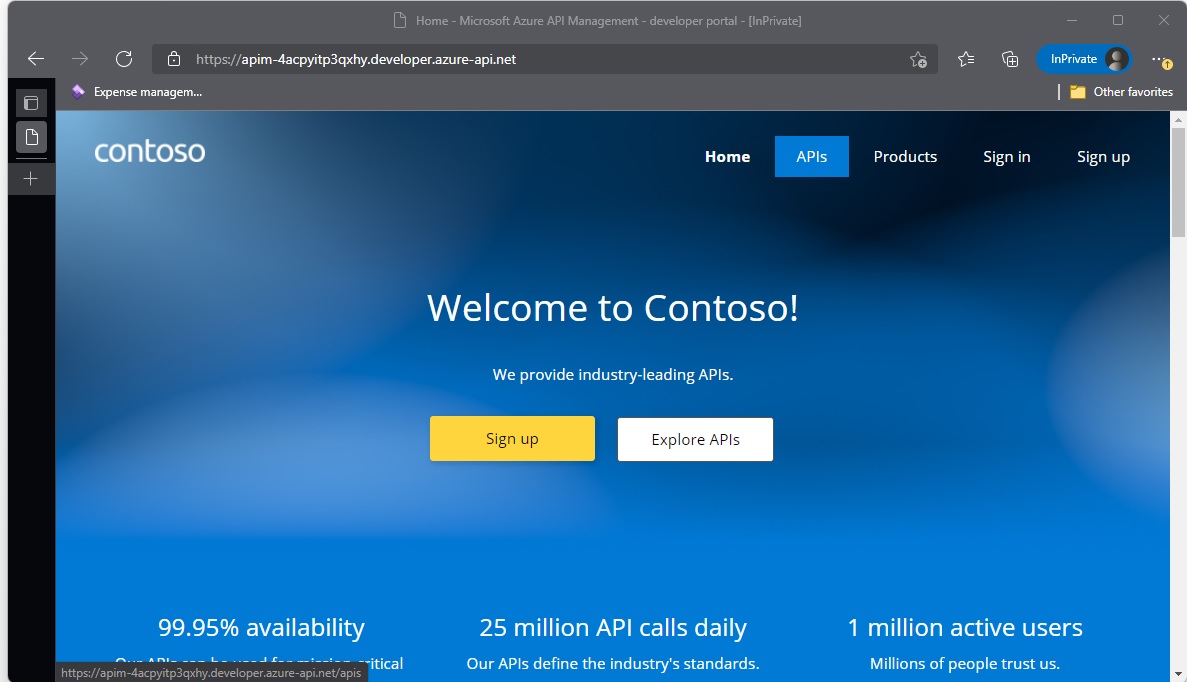 Home - Microsoft Azure API Management - developer portal - [InPrivate]
https://apim-4acpyitp3qxhy.developer.azure-api.net
InPrivate
Expense managem...
Other favorites
contoso
Home APIs Products Sign in Sign up
Welcome to Contoso!
We provide industry-leading APIs.
Sign up Explore APIs
99.95% availability 25 million API calls daily 1 million active users
Our APIs can be used for mission critical Our APIs define the industry's standards. Millions of people trust us.
https://apim-4acpyitp3qxhy.developer.azure-api.net/apis